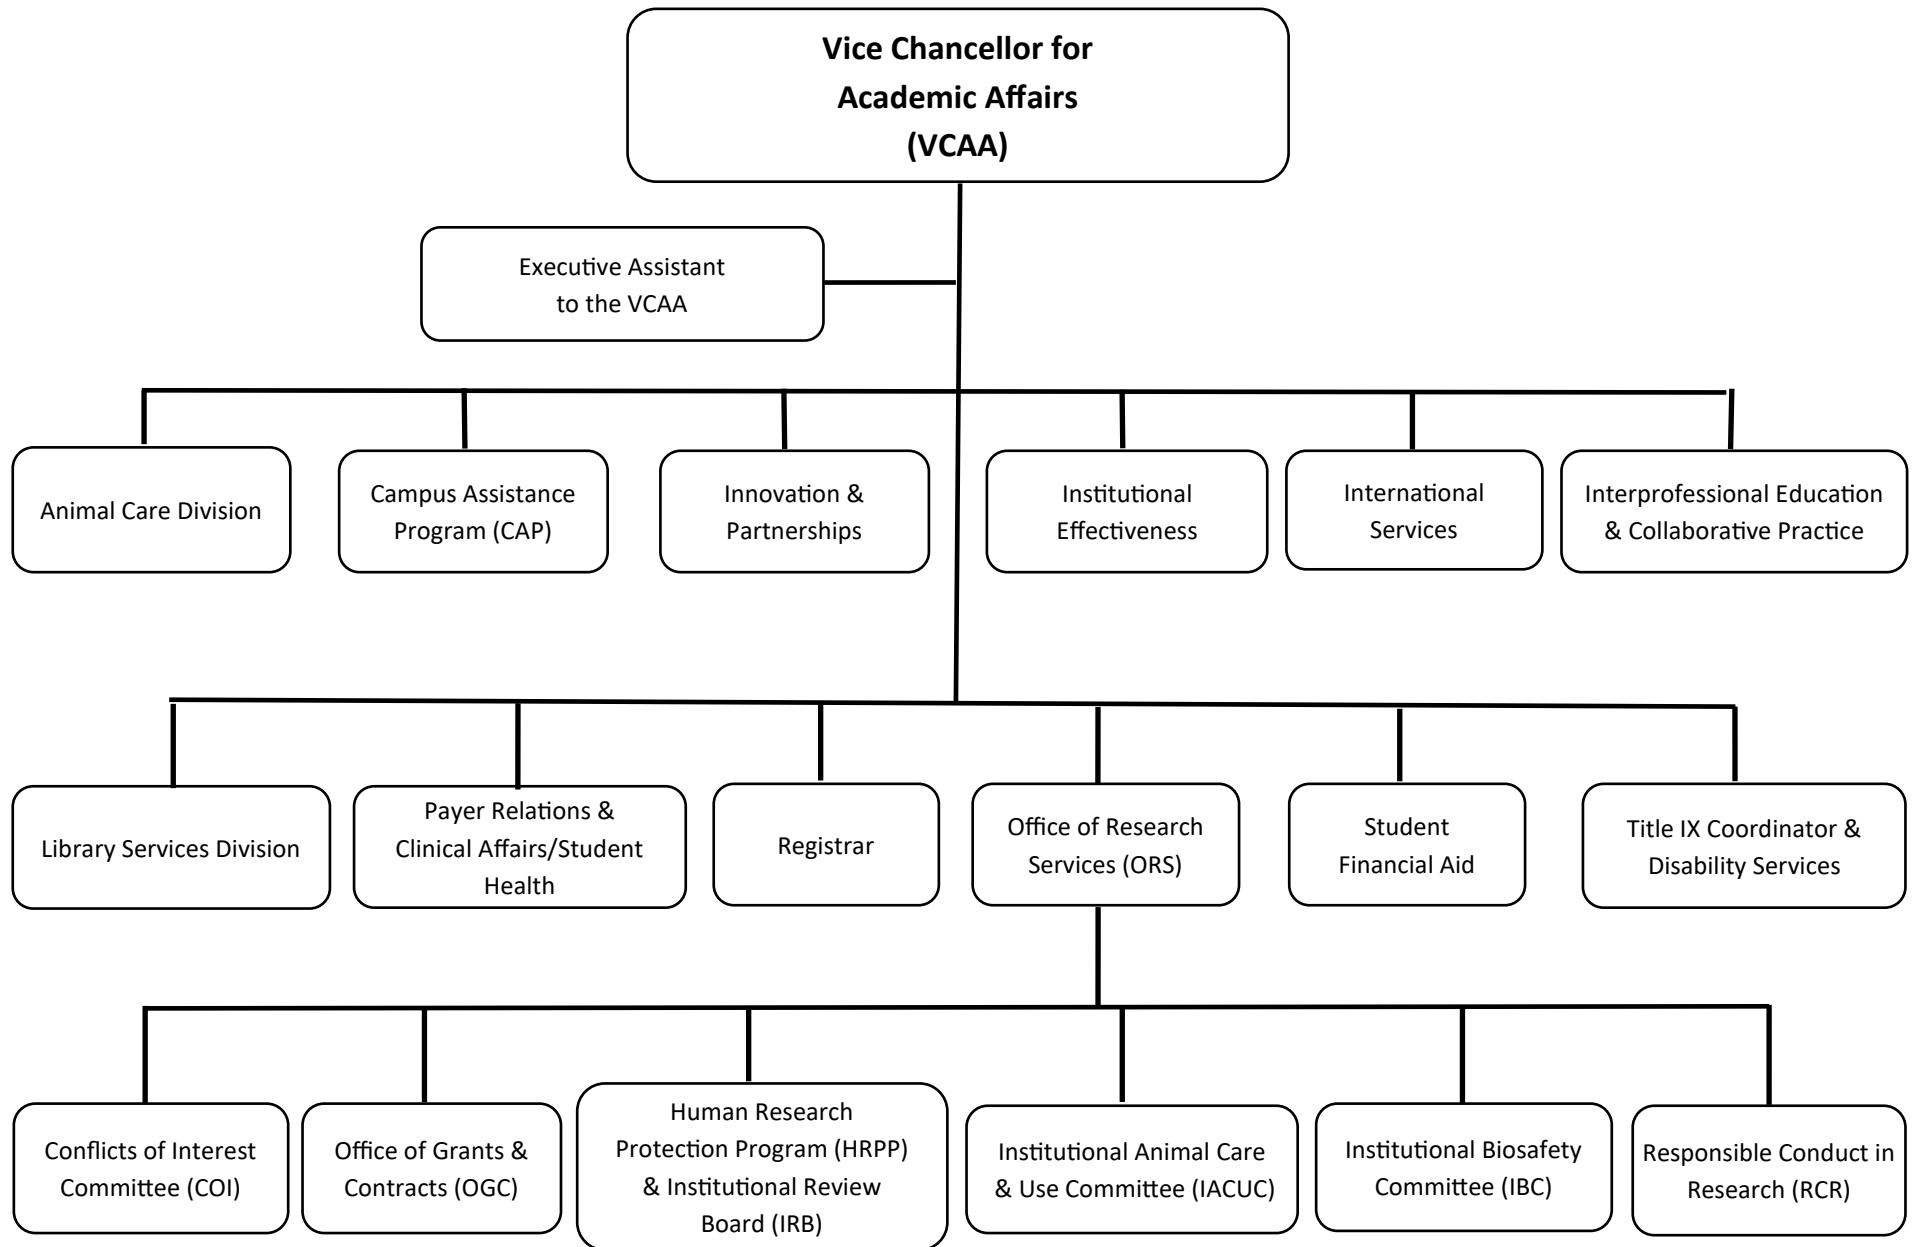 Vice Chancellor for
Academic Affairs
(VCAA)
Executive Assistant
to the VCAA
Animal Care Division
Campus Assistance
Program (CAP)
Innovation &
Partnerships
Institutional
Effectiveness
International
Services
Interprofessional Education
& Collaborative Practice
Library Services Division
Payer Relations &
Clinical Affairs/Student
Health
Registrar
Office of Research
Services (ORS)
Student
Financial Aid
Title IX Coordinator &
Disability Services
Conflicts of Interest
Committee (COI)
Office of Grants &
Contracts (OGC)
Human Research
Protection Program (HRPP)
& Institutional Review
Board (IRB)
Institutional Animal Care
& Use Committee (IACUC)
Institutional Biosafety
Committee (IBC)
Responsible Conduct in
Research (RCR)